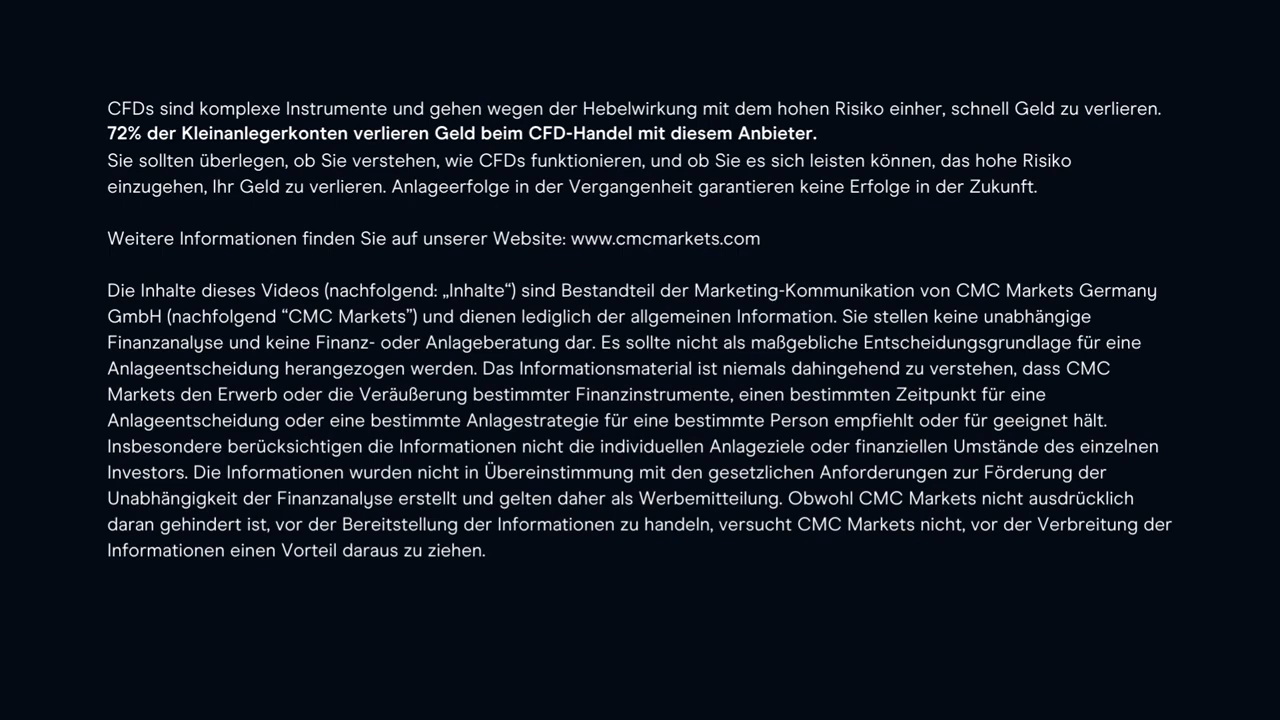 CFDs sind komplexe Instrumente und gehen wegen der Hebelwirkung mit dem hohen Risiko einher, schnell Geld zu verlieren.
72% der Kleinanlegerkonten verlieren Geld beim CFD-Handel mit diesem Anbieter.
Sie sollten überlegen, ob Sie verstehen, wie CFDs funktionieren, und ob Sie es sich leisten können, das hohe Risiko
einzugehen, Ihr Geld zu verlieren. Anlageerfolge in der Vergangenheit garantieren keine Erfolge in der Zukunft.
Weitere Informationen finden Sie auf unserer Website: www.cmcmarkets.com
Die Inhalte dieses Videos (nachfolgend: „Inhalte“) sind Bestandteil der Marketing-Kommunikation von CMC Markets Germany
GmbH (nachfolgend “CMC Markets”) und dienen lediglich der allgemeinen Information. Sie stellen keine unabhängige
Finanzanalyse und keine Finanz- oder Anlageberatung dar. Es sollte nicht als maßgebliche Entscheidungsgrundlage für eine
Anlageentscheidung herangezogen werden. Das Informationsmaterial ist niemals dahingehend zu verstehen, dass CMC
Markets den Erwerb oder die Veräußerung bestimmter Finanzinstrumente, einen bestimmten Zeitpunkt für eine
Anlageentscheidung oder eine bestimmte Anlagestrategie für eine bestimmte Person empfiehlt oder für geeignet hält.
Insbesondere berücksichtigen die Informationen nicht die individuellen Anlageziele oder finanziellen Umstände des einzelnen
Investors. Die Informationen wurden nicht in Übereinstimmung mit den gesetzlichen Anforderungen zur Förderung der
Unabhängigkeit der Finanzanalyse erstellt und gelten daher als Werbemitteilung. Obwohl CMC Markets nicht ausdrücklich
daran gehindert ist, vor der Bereitstellung der Informationen zu handeln, versucht CMC Markets nicht, vor der Verbreitung der
Informationen einen Vorteil daraus zu ziehen.